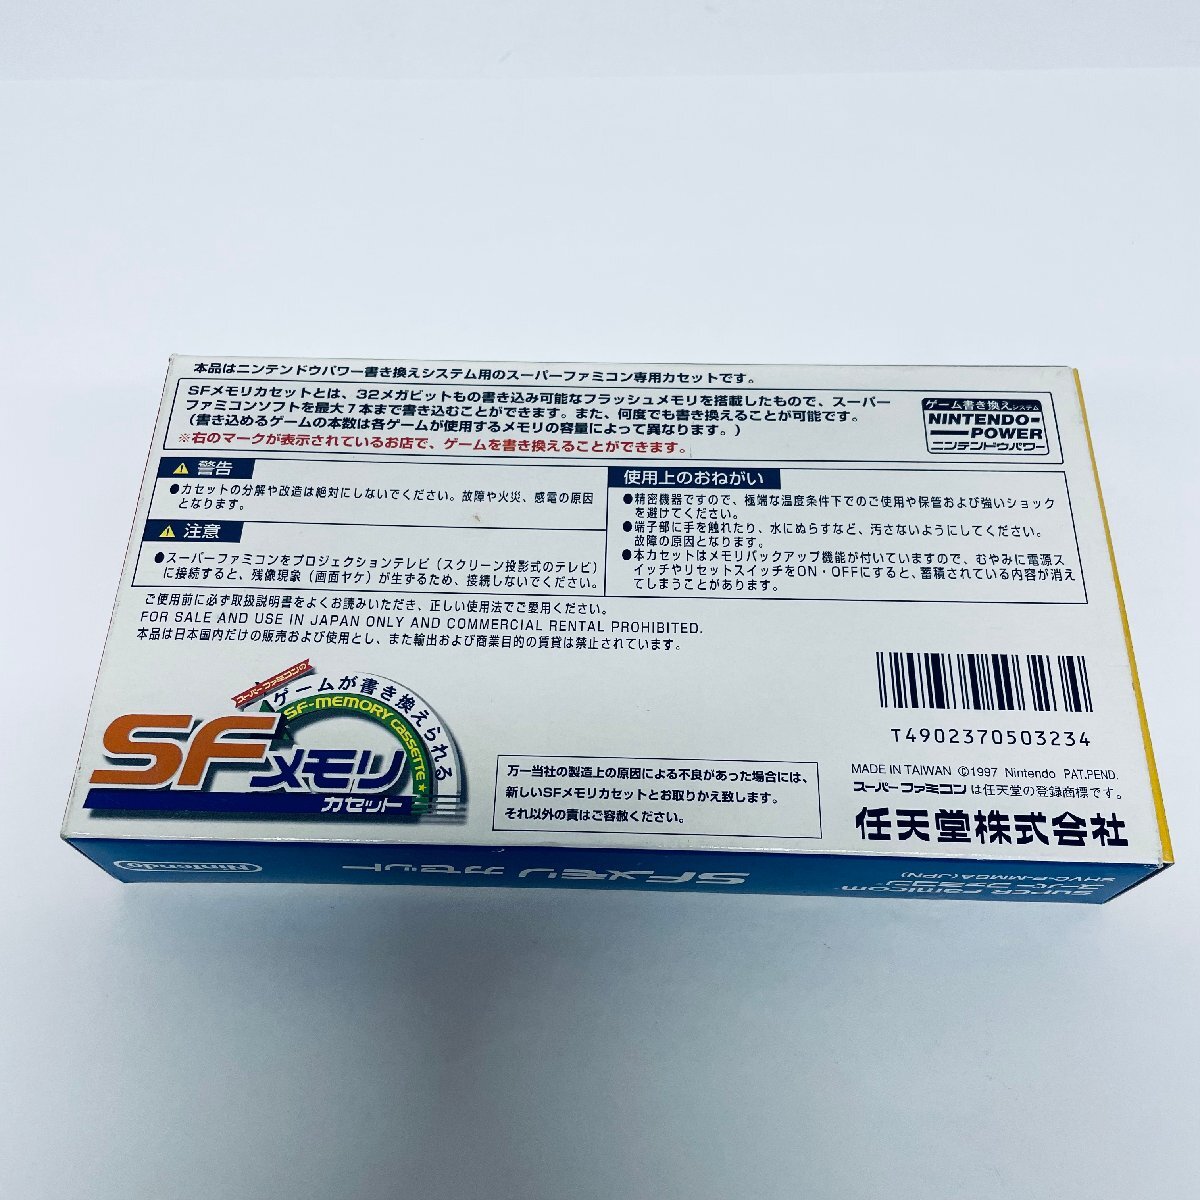 本品はニンテンドウパワー書き換えシステム用のスーパーファミコン専用カセットです。
SFメモリカセットとは、32メガビットもの書き込み可能なフラッシュメモリを搭載したもので、スーパー
ファミコンソフトを最大7本まで書き込むことができます。また、何度でも書き換えることが可能です。
(書き込めるゲームの本数は各ゲームが使用するメモリの容量によって異なります。)
※右のマークが表示されているお店で、ゲームを書き換えることができます。
ゲーム書き換えシステム
NINTENDO
POWER
ニンテンドウパワー
警告
●カセットの分解や改造は絶対にしないでください。故障や火災、感電の原因
となります。
注意
●スーパーファミコンをプロジェクションテレビ(スクリーン投影式のテレビ)
に接続すると、残像現象(画面ヤケ)が生ずるため、接続しないでください。
使用上のおねがい
●精密機器ですので、極端な温度条件下でのご使用や保管および強いショック
を避けてください。
●端子部に手を触れたり、水にぬらすなど、汚さないようにしてください。
故障の原因となります。
●本カセットはメモリバックアップ機能が付いていますので、むやみに電源ス
イッチやリセットスイッチをON・OFFにすると、蓄積されている内容が消え
てしまうことがあります。
ご使用前に必ず取扱説明書をよくお読みいただき、正しい使用法でご愛用ください。
FOR SALE AND USE IN JAPAN ONLY AND COMMERCIAL RENTAL PROHIBITED.
本品は日本国内だけの販売および使用とし、また輸出および商業目的の賃貸は禁止されています。
スーパーファミコンの
ゲームが書き換えられる
SF-MEMORY CASSETTE
SFメモリ
カセット
万一当社の製造上の原因による不良があった場合には、
新しいSFメモリカセットとお取りかえ致します。
それ以外の責はご容赦ください。
T4902370503234
MADE IN TAIWAN ©1997 Nintendo PAT.PEND.
スーパーファミコンは任天堂の登録商標です。
任天堂株式会社
Nintendo
SFメモリ カセット
SUPER Famicom
スーパーファミコン
SHVC-P-MMSA(JPN)